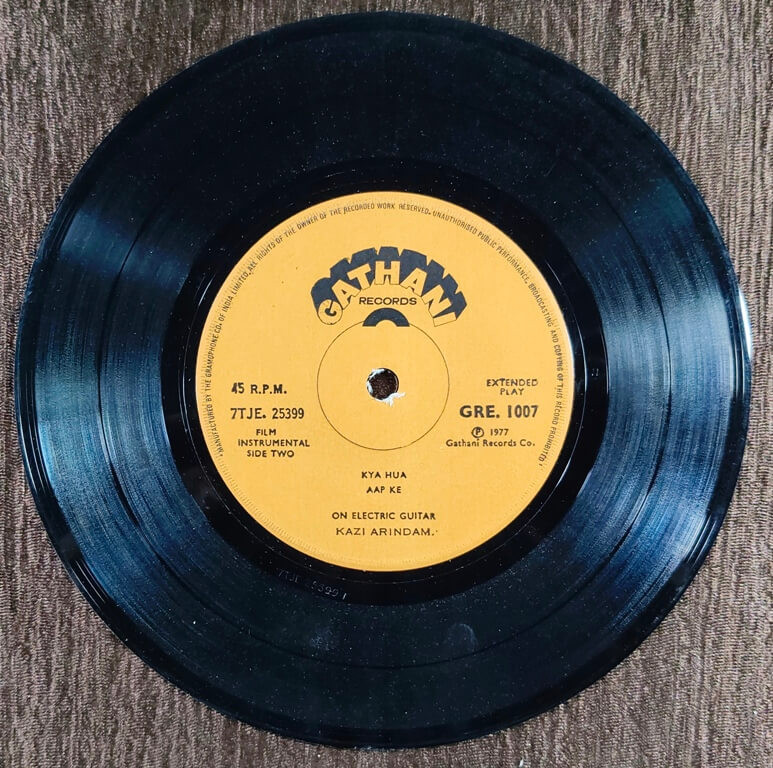 MANUFACTURED BY THE GRAMOPHONE CO. OF INDIA LIMITED. ALL RIGHTS OF THE OWNER OF THE RECORDED WORK RESERVED. UNAUTHORISED PUBLIC PERFORMANCE, BROADCASTING AND COPYING OF THIS RECORD PROHIBITED
GATHANI
RECORDS
45 R.P.M.
7TJE. 25399
FILM
INSTRUMENTAL
SIDE TWO
EXTENDED
PLAY
GRE. 1007
Ⓟ 1977
Gathani Records Co.
KYA HUA
AAP KE
ON ELECTRIC GUITAR
KAZI ARINDAM.